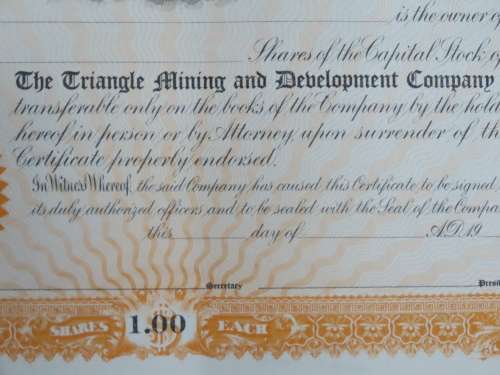 is the owner of
Shares of the Capital Stock of
The Triangle Mining and Development Company
transferable only on the books of the Company by the hold
hereof in person or by Attorney upon surrender of th
Certificate properly endorsed.
In Witness Whereof, the said Company has caused this Certificate to be signed
its duly authorized officers and to be sealed with the Seal of the Compa
this day of A.D. 19
Secretary Presi
SHARES 1.00 EACH